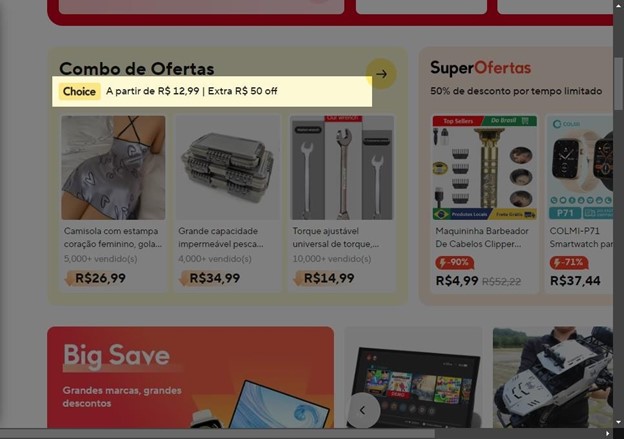 Combo de Ofertas
Choice A partir de R$ 12,99 | Extra R$ 50 off
Camisola com estampa
coração feminino, gola...
5,000+ vendido(s)
R$26,99
Grande capacidade
impermeável pesca...
4,000+ vendido(s)
R$34,99
Torque ajustável
universal de torque,...
10,000+ vendido(s)
R$14,99
SuperOfertas
50% de desconto por tempo limitado
Top Sellers Do Brasil
Produtos Locais Frete Grátis
Maquininha Barbeador
De Cabelos Clipper...
-90%
R$4,99 R$52,22
COLMI
P71
COLMI-P71
Smartwatch par
-71%
R$37,44
Big Save
Grandes marcas, grandes
descontos